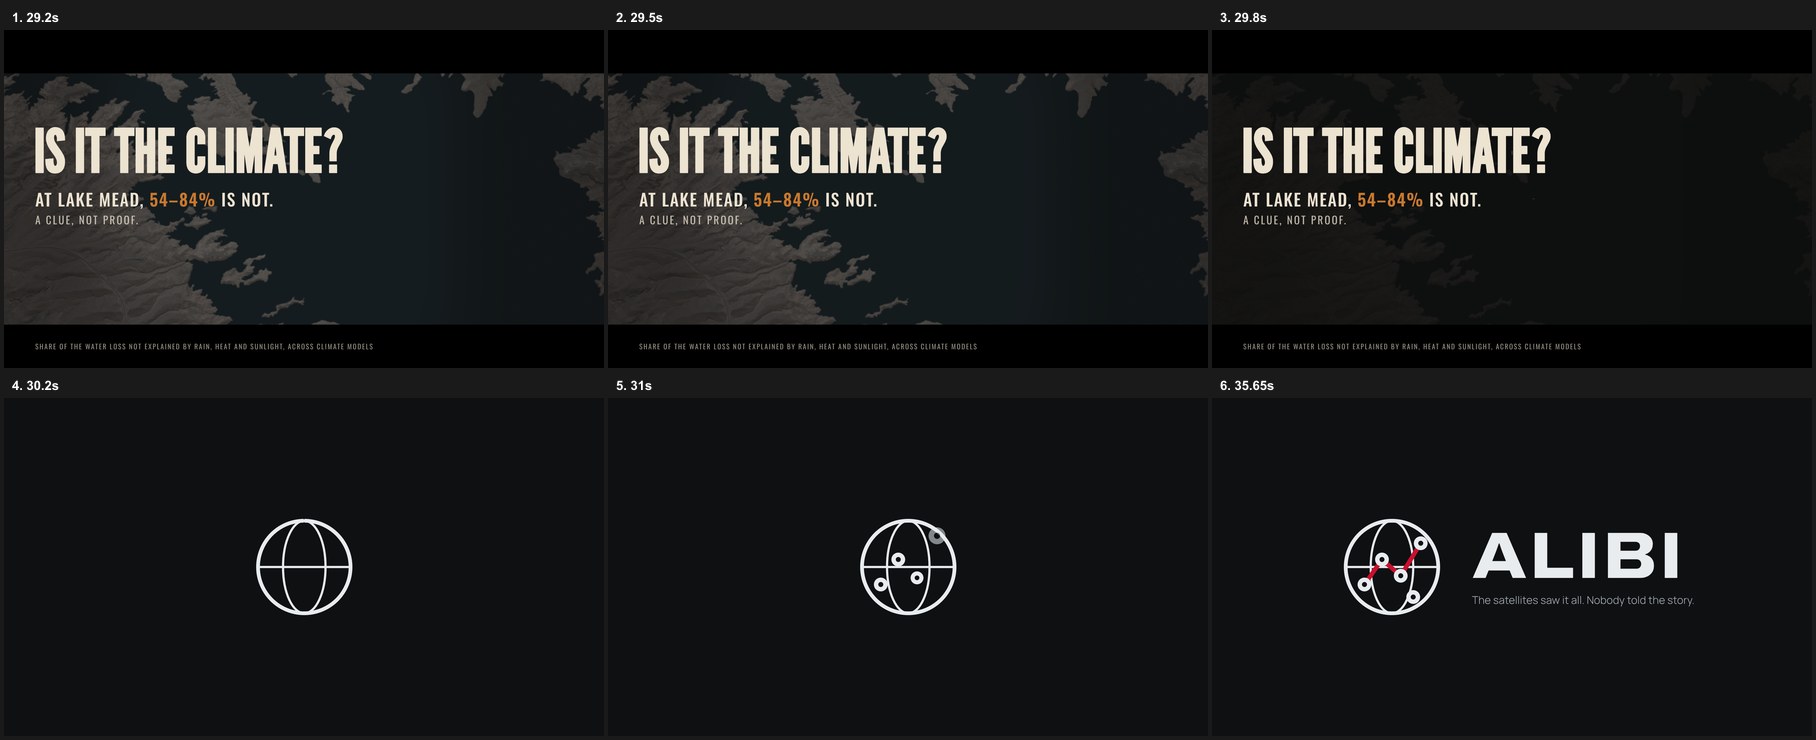 1. 29.2s
IS IT THE CLIMATE?
AT LAKE MEAD, 54–84% IS NOT.
A CLUE, NOT PROOF.
SHARE OF THE WATER LOSS NOT EXPLAINED BY RAIN, HEAT AND SUNLIGHT, ACROSS CLIMATE MODELS
2. 29.5s
IS IT THE CLIMATE?
AT LAKE MEAD, 54–84% IS NOT.
A CLUE, NOT PROOF.
SHARE OF THE WATER LOSS NOT EXPLAINED BY RAIN, HEAT AND SUNLIGHT, ACROSS CLIMATE MODELS
3. 29.8s
IS IT THE CLIMATE?
AT LAKE MEAD, 54–84% IS NOT.
A CLUE, NOT PROOF.
SHARE OF THE WATER LOSS NOT EXPLAINED BY RAIN, HEAT AND SUNLIGHT, ACROSS CLIMATE MODELS
4. 30.2s
5. 31s
6. 35.65s
ALIBI
The satellites saw it all. Nobody told the story.